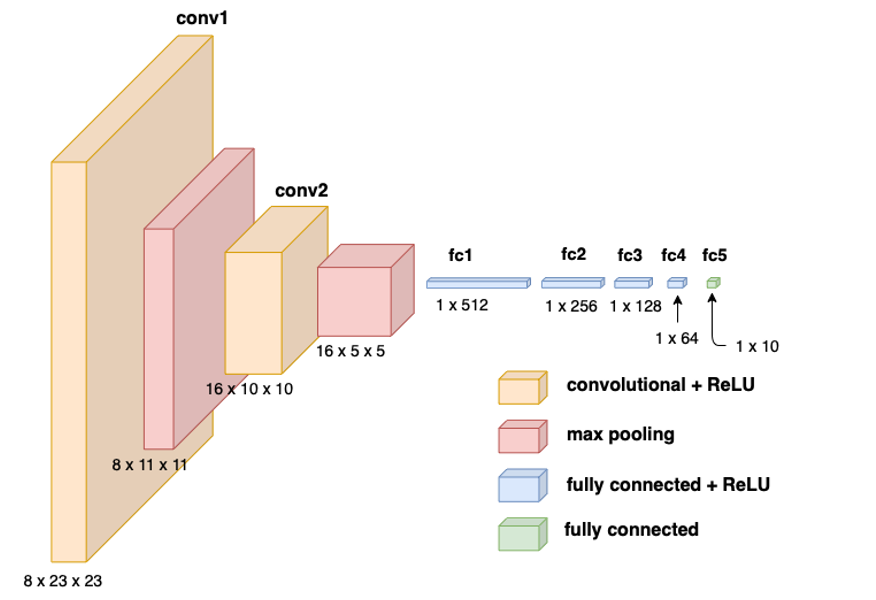 conv1
conv2
fc1
fc2
fc3
fc4
fc5
1 x 512
1 x 256
1 x 128
1 x 64
1 x 10
16 x 5 x 5
16 x 10 x 10
8 x 11 x 11
8 x 23 x 23
convolutional + ReLU
max pooling
fully connected + ReLU
fully connected